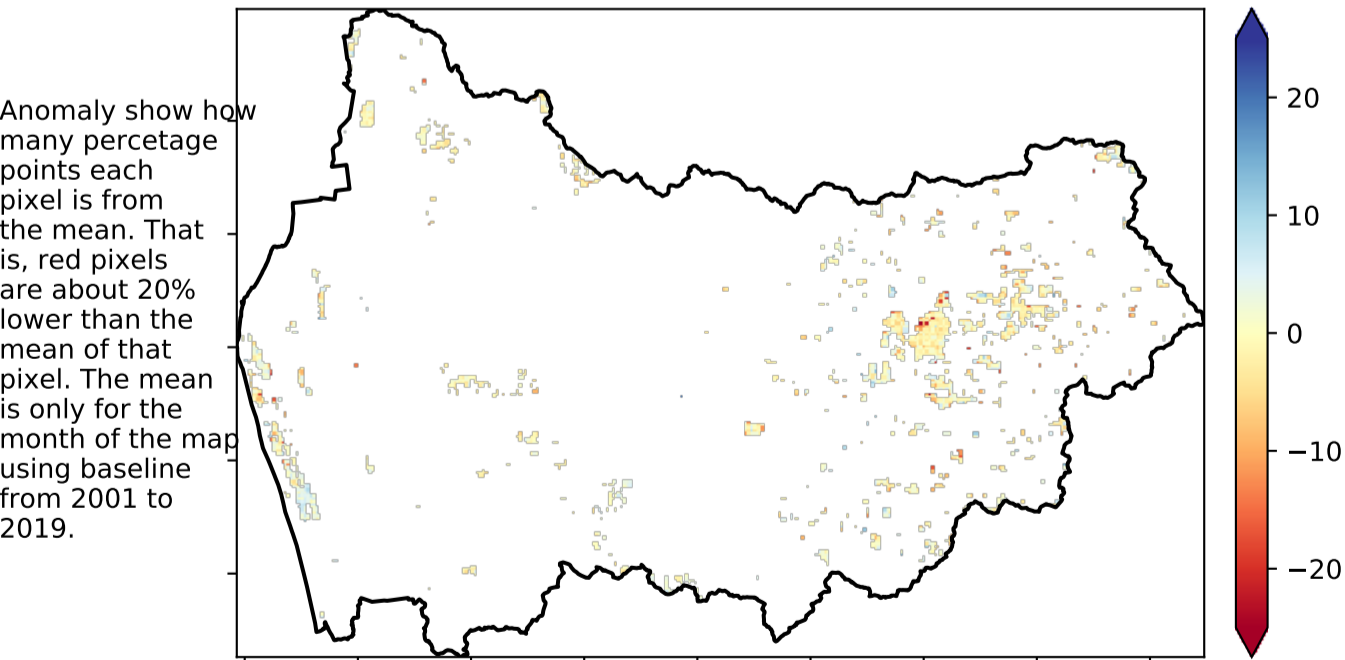 Anomaly show how
many percetage
points each
pixel is from
the mean. That
is, red pixels
are about 20%
lower than the
mean of that
pixel. The mean
is only for the
month of the map
using baseline
from 2001 to
2019.
20
10
0
−10
−20